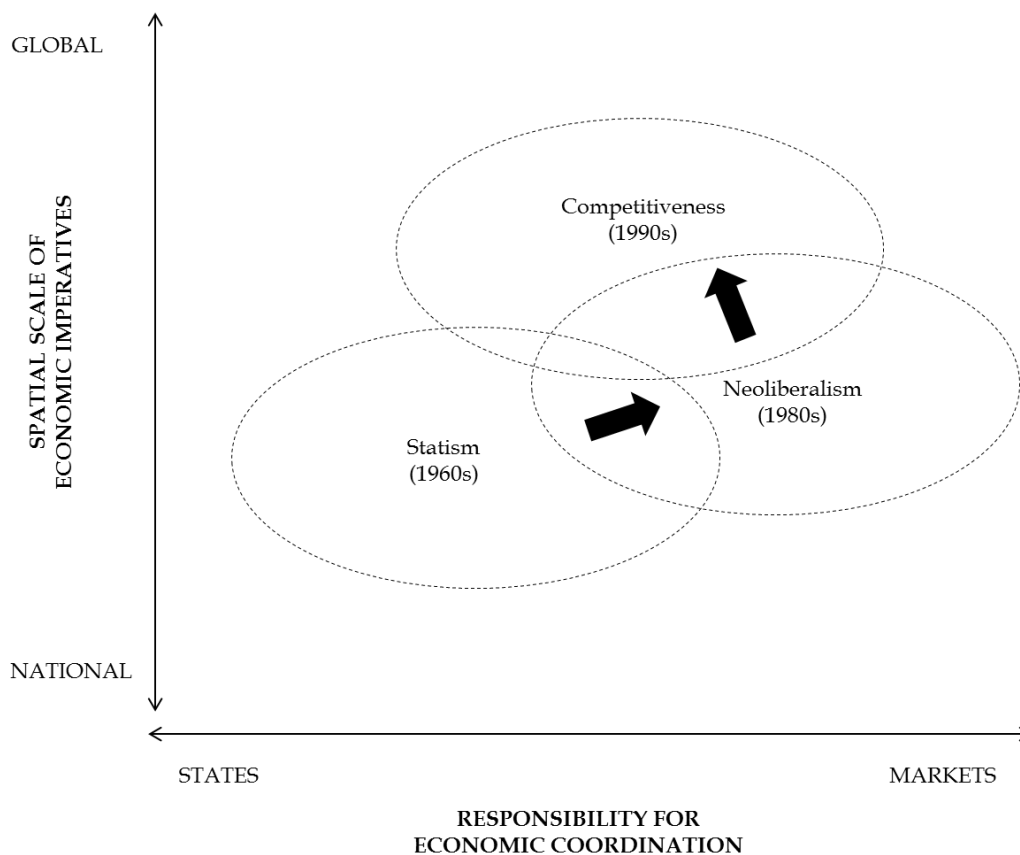 GLOBAL
SPATIAL SCALE OF
ECONOMIC IMPERATIVES
Competitiveness
(1990s)
Neoliberalism
(1980s)
Statism
(1960s)
NATIONAL
STATES
MARKETS
RESPONSIBILITY FOR
ECONOMIC COORDINATION